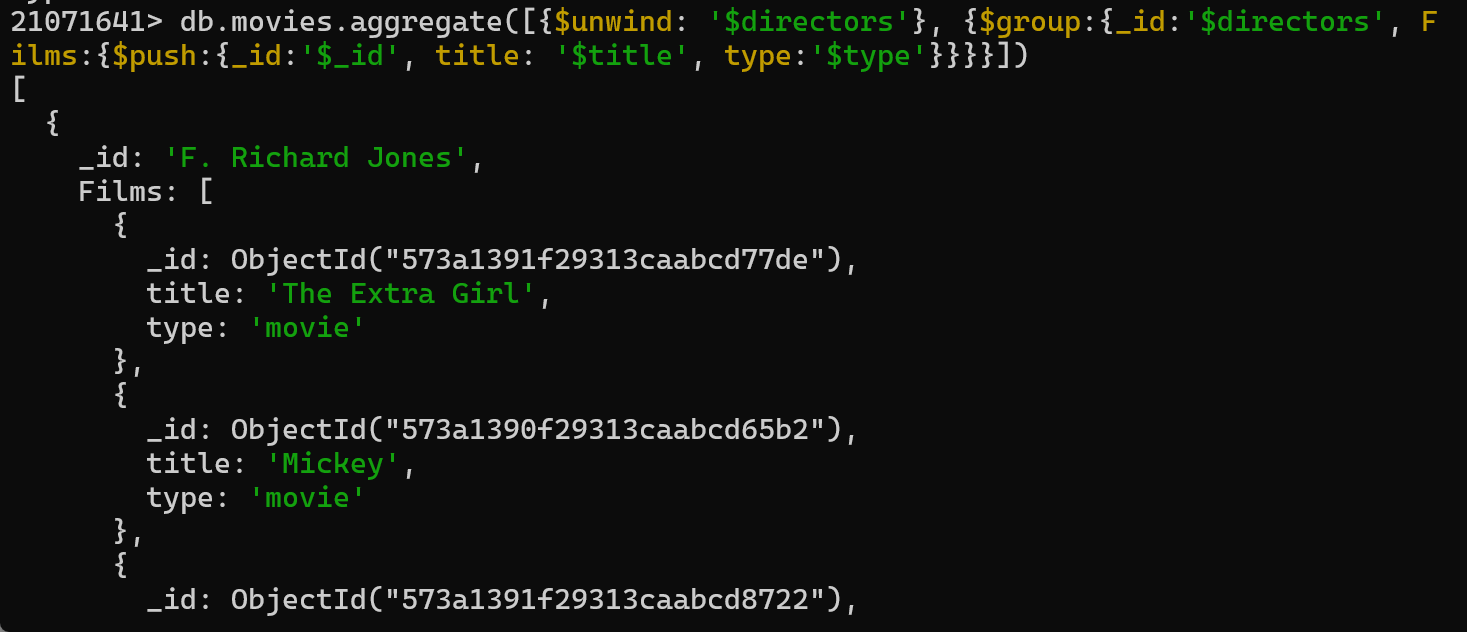 21071641> db.movies.aggregate([{$unwind: '$directors'}, {$group:{_id:'$directors', F
ilms:{$push:{_id:'$_id', title: '$title', type:'$type'}}}}])
[
  {
    _id: 'F. Richard Jones',
    Films: [
      {
        _id: ObjectId("573a1391f29313caabcd77de"),
        title: 'The Extra Girl',
        type: 'movie'
      },
      {
        _id: ObjectId("573a1390f29313caabcd65b2"),
        title: 'Mickey',
        type: 'movie'
      },
      {
        _id: ObjectId("573a1391f29313caabcd8722"),